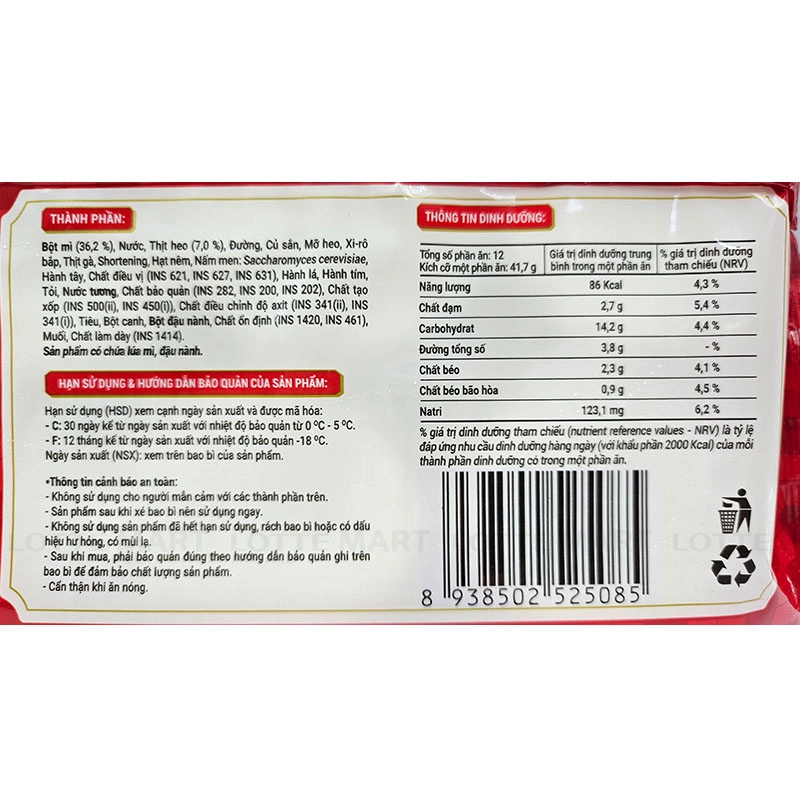 THÀNH PHẦN:
Bột mì (36,2 %), Nước, Thịt heo (7,0 %), Đường, Củ sắn, Mỡ heo, Xi-rô
bắp, Thịt gà, Shortening, Hạt nêm, Nấm men: Saccharomyces cerevisiae,
Hành tây, Chất điều vị (INS 621, INS 627, INS 631), Hành lá, Hành tím,
Tỏi, Nước tương, Chất bảo quản (INS 282, INS 200, INS 202), Chất tạo
xốp (INS 500(ii), INS 450(i)), Chất điều chỉnh độ axit (INS 341(ii), INS
341(i)), Tiêu, Bột canh, Bột đậu nành, Chất ổn định (INS 1420, INS 461),
Muối, Chất làm dày (INS 1414).
Sản phẩm có chứa lúa mì, đậu nành.
HẠN SỬ DỤNG & HƯỚNG DẪN BẢO QUẢN CỦA SẢN PHẨM:
Hạn sử dụng (HSD) xem cạnh ngày sản xuất và được mã hóa:
- C: 30 ngày kể từ ngày sản xuất với nhiệt độ bảo quản từ 0 ºC - 5 ºC.
- F: 12 tháng kể từ ngày sản xuất với nhiệt độ bảo quản -18 ºC.
Ngày sản xuất (NSX): xem trên bao bì của sản phẩm.
*Thông tin cảnh báo an toàn:
- Không sử dụng cho người mẫn cảm với các thành phần trên.
- Sản phẩm sau khi xé bao bì nên sử dụng ngay.
- Không sử dụng sản phẩm đã hết hạn sử dụng, rách bao bì hoặc có dấu
hiệu hư hỏng, có mùi lạ.
- Sau khi mua, phải bảo quản đúng theo hướng dẫn bảo quản ghi trên
bao bì để đảm bảo chất lượng sản phẩm.
- Cẩn thận khi ăn nóng.
THÔNG TIN DINH DƯỠNG:
Tổng số phần ăn: 12
Kích cỡ một phần ăn: 41,7 g
Giá trị dinh dưỡng trung
bình trong một phần ăn
% giá trị dinh dưỡng
tham chiếu (NRV)
Năng lượng 86 Kcal 4,3 %
Chất đạm 2,7 g 5,4 %
Carbohydrat 14,2 g 4,4 %
Đường tổng số 3,8 g - %
Chất béo 2,3 g 4,1 %
Chất béo bão hòa 0,9 g 4,5 %
Natri 123,1 mg 6,2 %
% giá trị dinh dưỡng tham chiếu (nutrient reference values - NRV) là tỷ lệ
đáp ứng nhu cầu dinh dưỡng hàng ngày (với khẩu phần 2000 Kcal) của mỗi
thành phần dinh dưỡng có trong một phần ăn.
8 938502 525085
LOTTE MART LOTTE MART LOTTE MART LOTTE